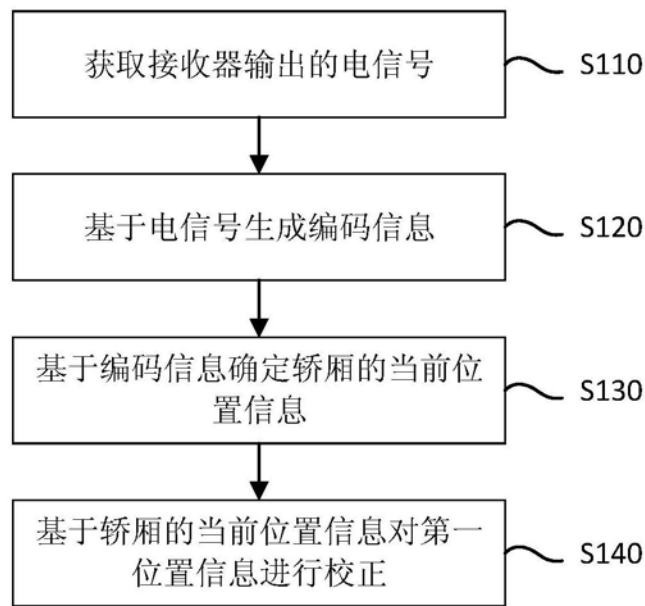 获取接收器输出的电信号
S110
基于电信号生成编码信息
S120
基于编码信息确定轿厢的当前位
置信息
S130
基于轿厢的当前位置信息对第一
位置信息进行校正
S140